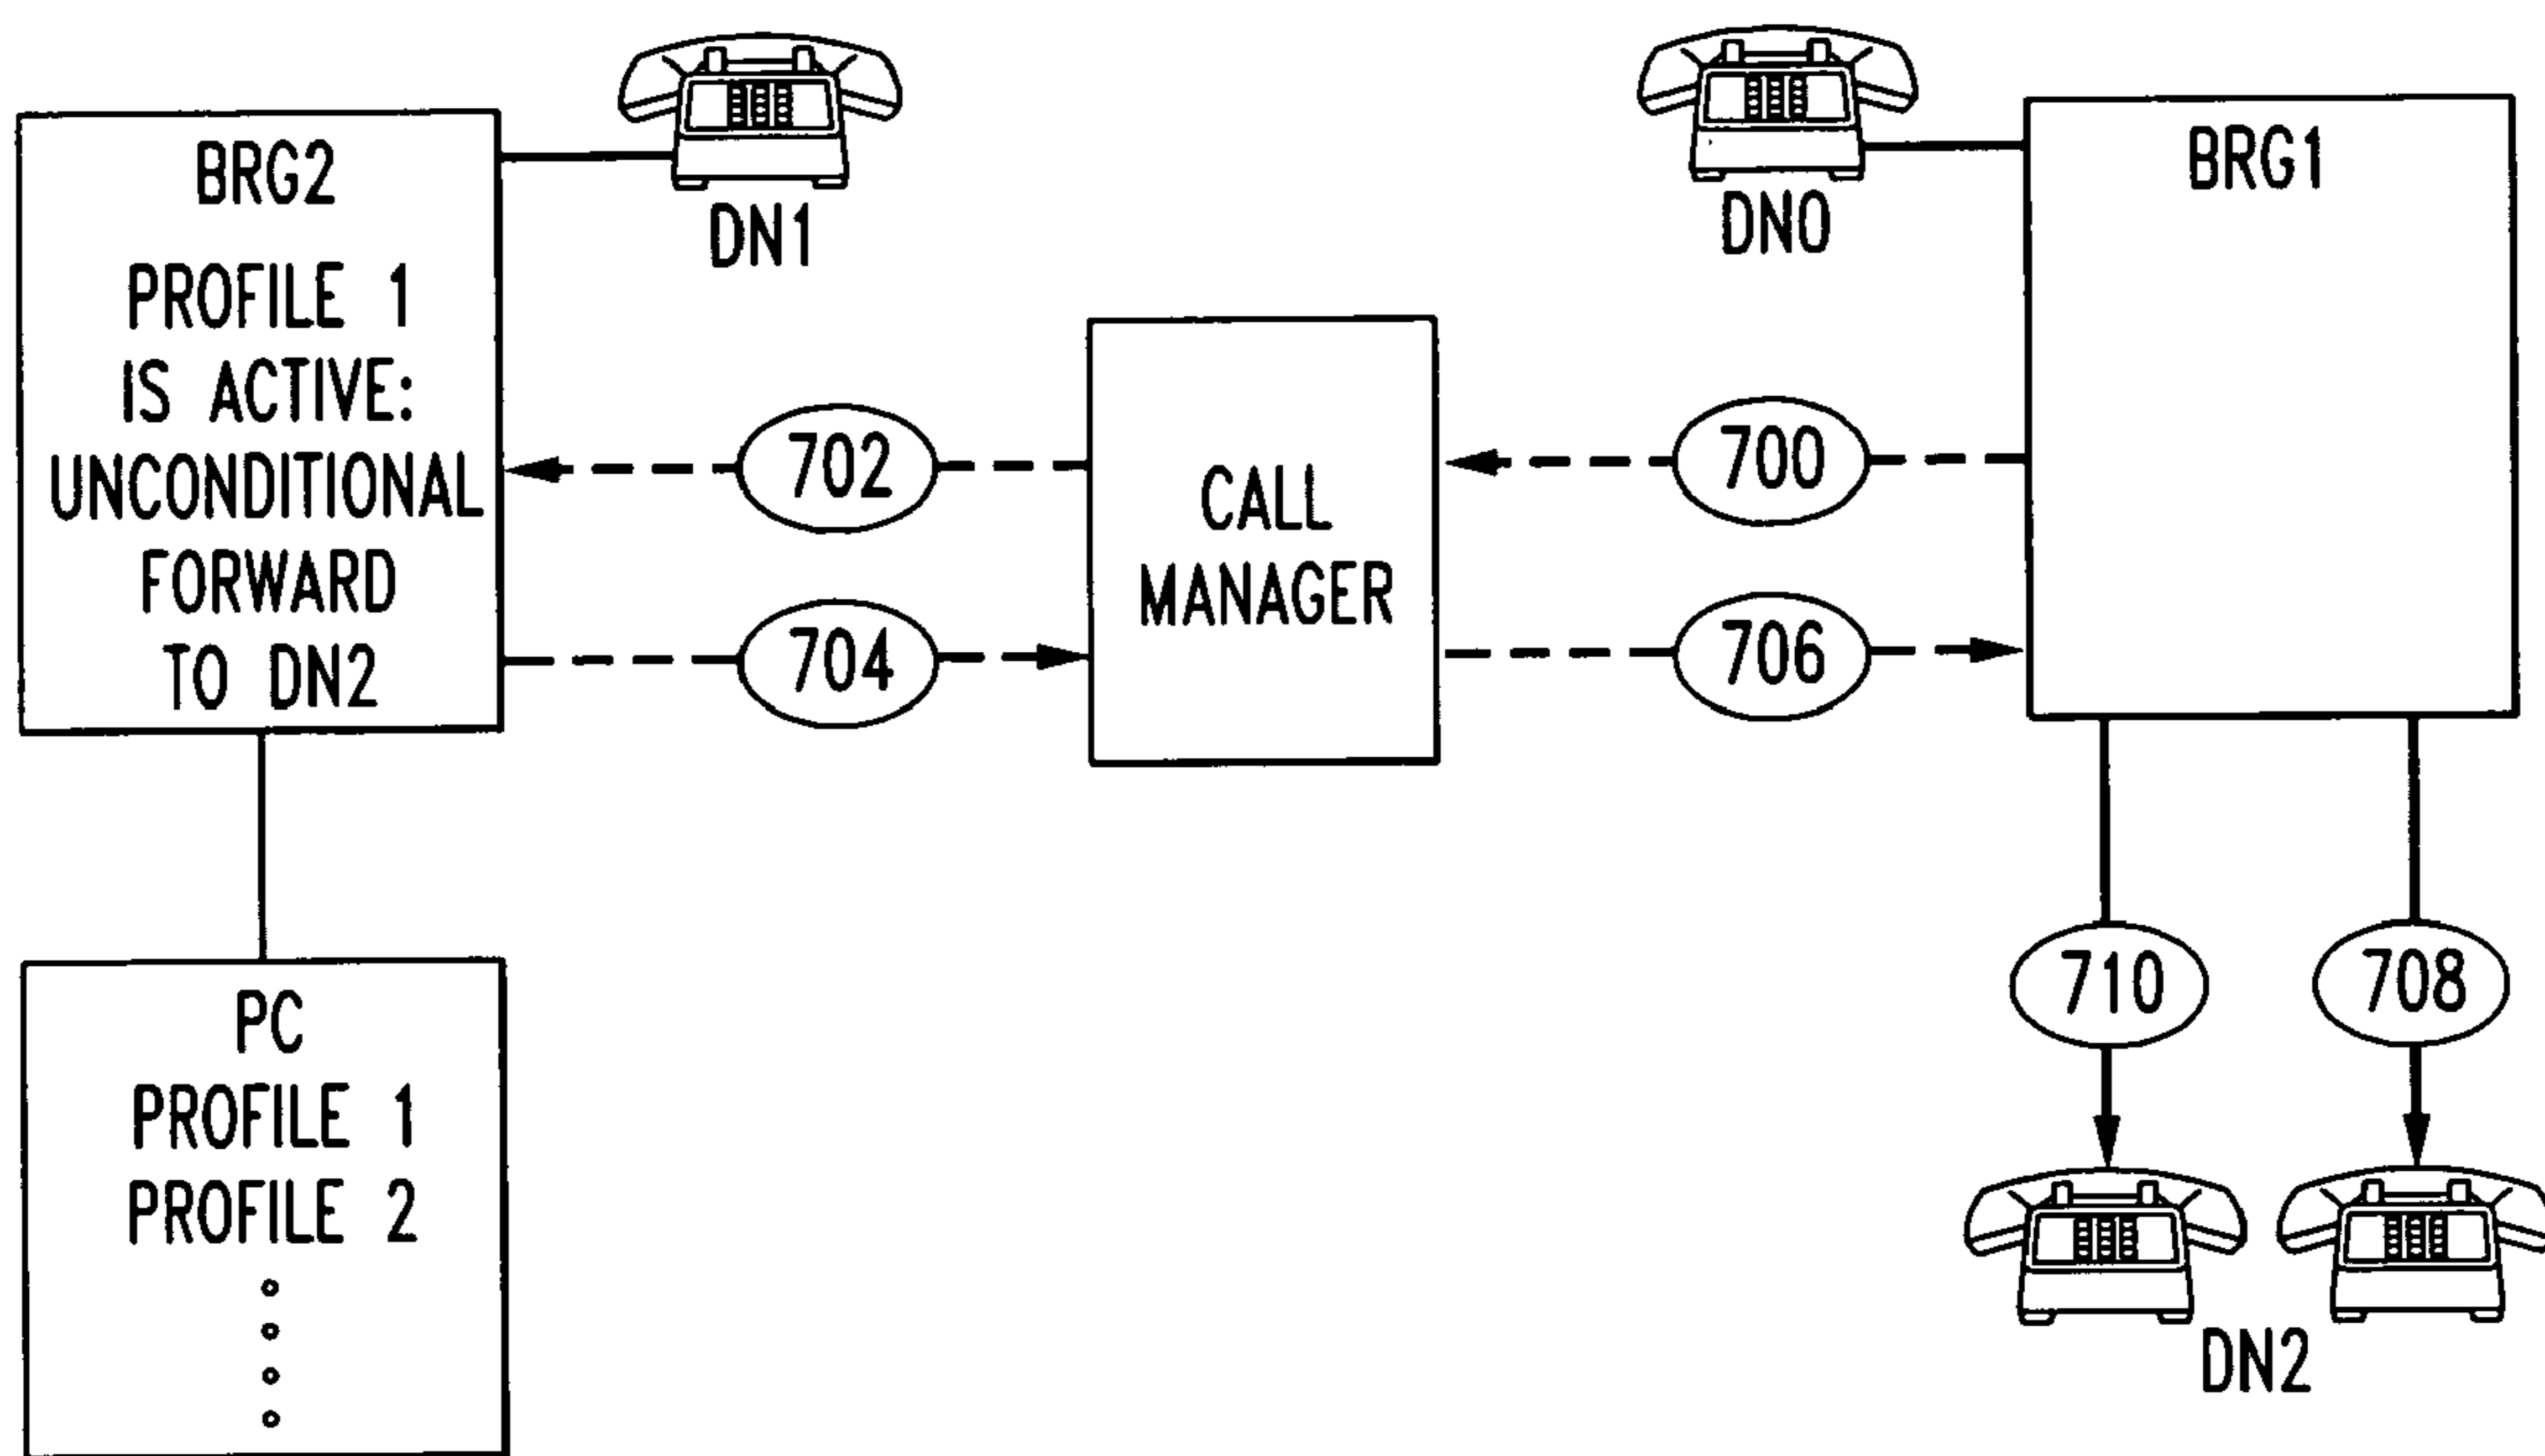 BRG2
PROFILE 1
IS ACTIVE:
UNCONDITIONAL
FORWARD
TO DN2
DN1
DN0
BRG1
702
704
CALL
MANAGER
700
706
PC
PROFILE 1
PROFILE 2
710
708
DN2